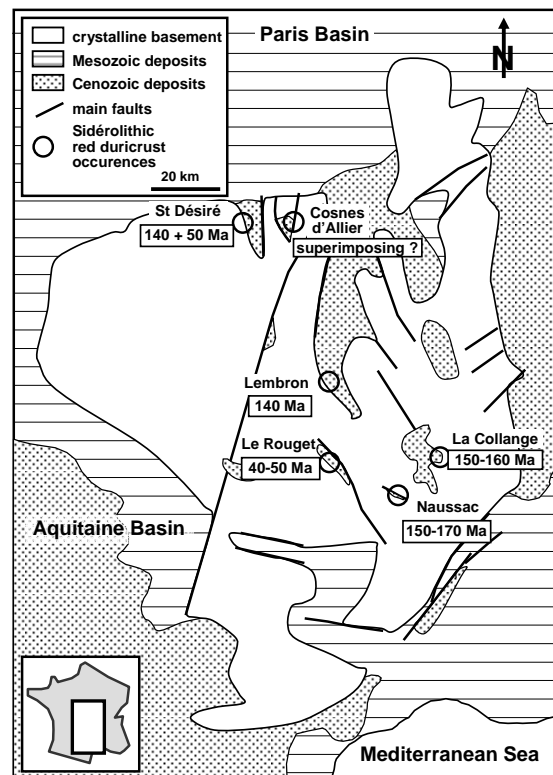 crystalline basement
Mesozoic deposits
Cenozoic deposits
main faults
Sidérolithic
red duricrust
occurences
20 km
Paris Basin
N
St Désiré
140 + 50 Ma
Cosnes
d'Allier
superimposing ?
Lembron
140 Ma
Le Rouget
40-50 Ma
La Collange
150-160 Ma
Naussac
150-170 Ma
Aquitaine Basin
Mediterranean Sea